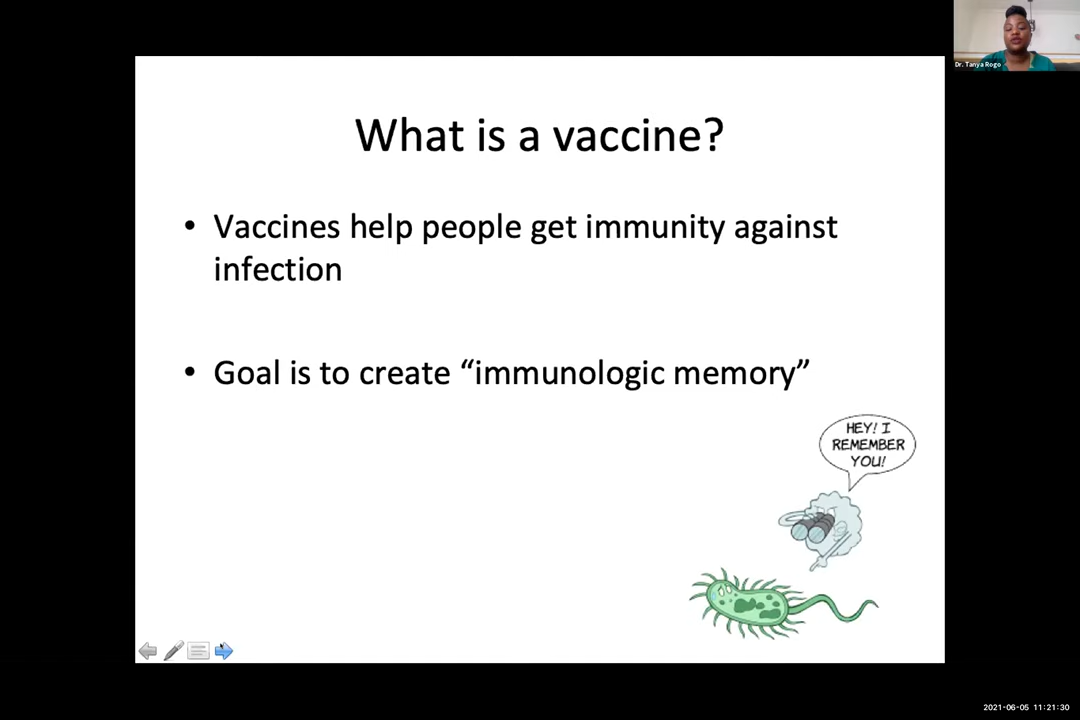 Dr. Tanya Rogo
What is a vaccine?
• Vaccines help people get immunity against
infection
• Goal is to create “immunologic memory”
HEY! I
REMEMBER
YOU!
2021-06-05 11:21:30